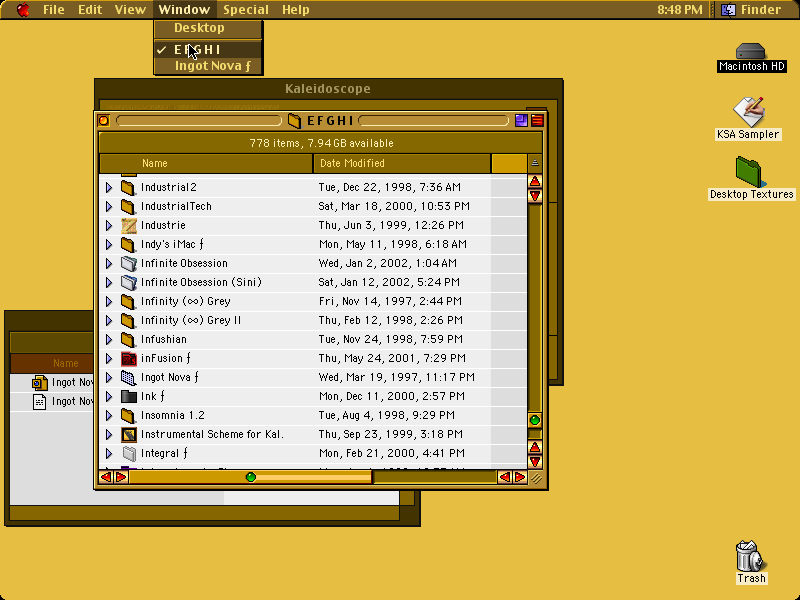 File Edit View Window Special Help 8:48 PM Finder
Desktop
✓ E F G H I
Ingot Nova ƒ
Macintosh HD
KSA Sampler
Desktop Textures
Trash
Kaleidoscope
E F G H I
778 items, 7.94 GB available
Name Date Modified
Industrial2 Tue, Dec 22, 1998, 7:36 AM
IndustrialTech Sat, Mar 18, 2000, 10:53 PM
Industrie Thu, Jun 3, 1999, 12:26 PM
Indy's iMac ƒ Mon, May 11, 1998, 6:18 AM
Infinite Obsession Wed, Jan 2, 2002, 1:04 AM
Infinite Obsession (Sini) Sat, Jan 12, 2002, 5:24 PM
Infinity (∞) Grey Fri, Nov 14, 1997, 2:44 PM
Infinity (∞) Grey II Thu, Feb 12, 1998, 2:26 PM
Infushian Tue, Nov 24, 1998, 7:59 PM
inFusion ƒ Thu, May 24, 2001, 7:29 PM
Ingot Nova ƒ Wed, Mar 19, 1997, 11:17 PM
Ink ƒ Mon, Dec 11, 2000, 2:57 PM
Insomnia 1.2 Tue, Aug 4, 1998, 9:29 PM
Instrumental Scheme for Kal. Thu, Sep 23, 1999, 3:18 PM
Integral ƒ Mon, Feb 21, 2000, 4:41 PM
Name
Ingot Nov
Ingot Nov